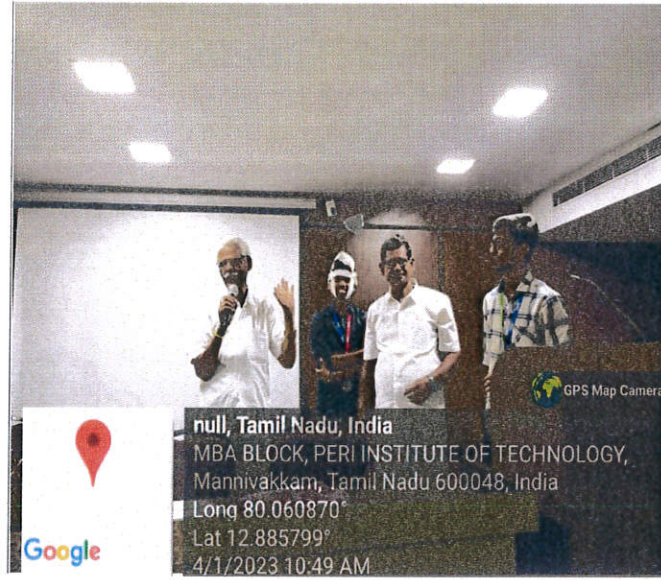 GPS Map Camera
null, Tamil Nadu, India
MBA BLOCK, PERI INSTITUTE OF TECHNOLOGY,
Mannivakkam, Tamil Nadu 600048, India
Long 80.060870°
Lat 12.885799°
4/1/2023 10:49 AM
Google